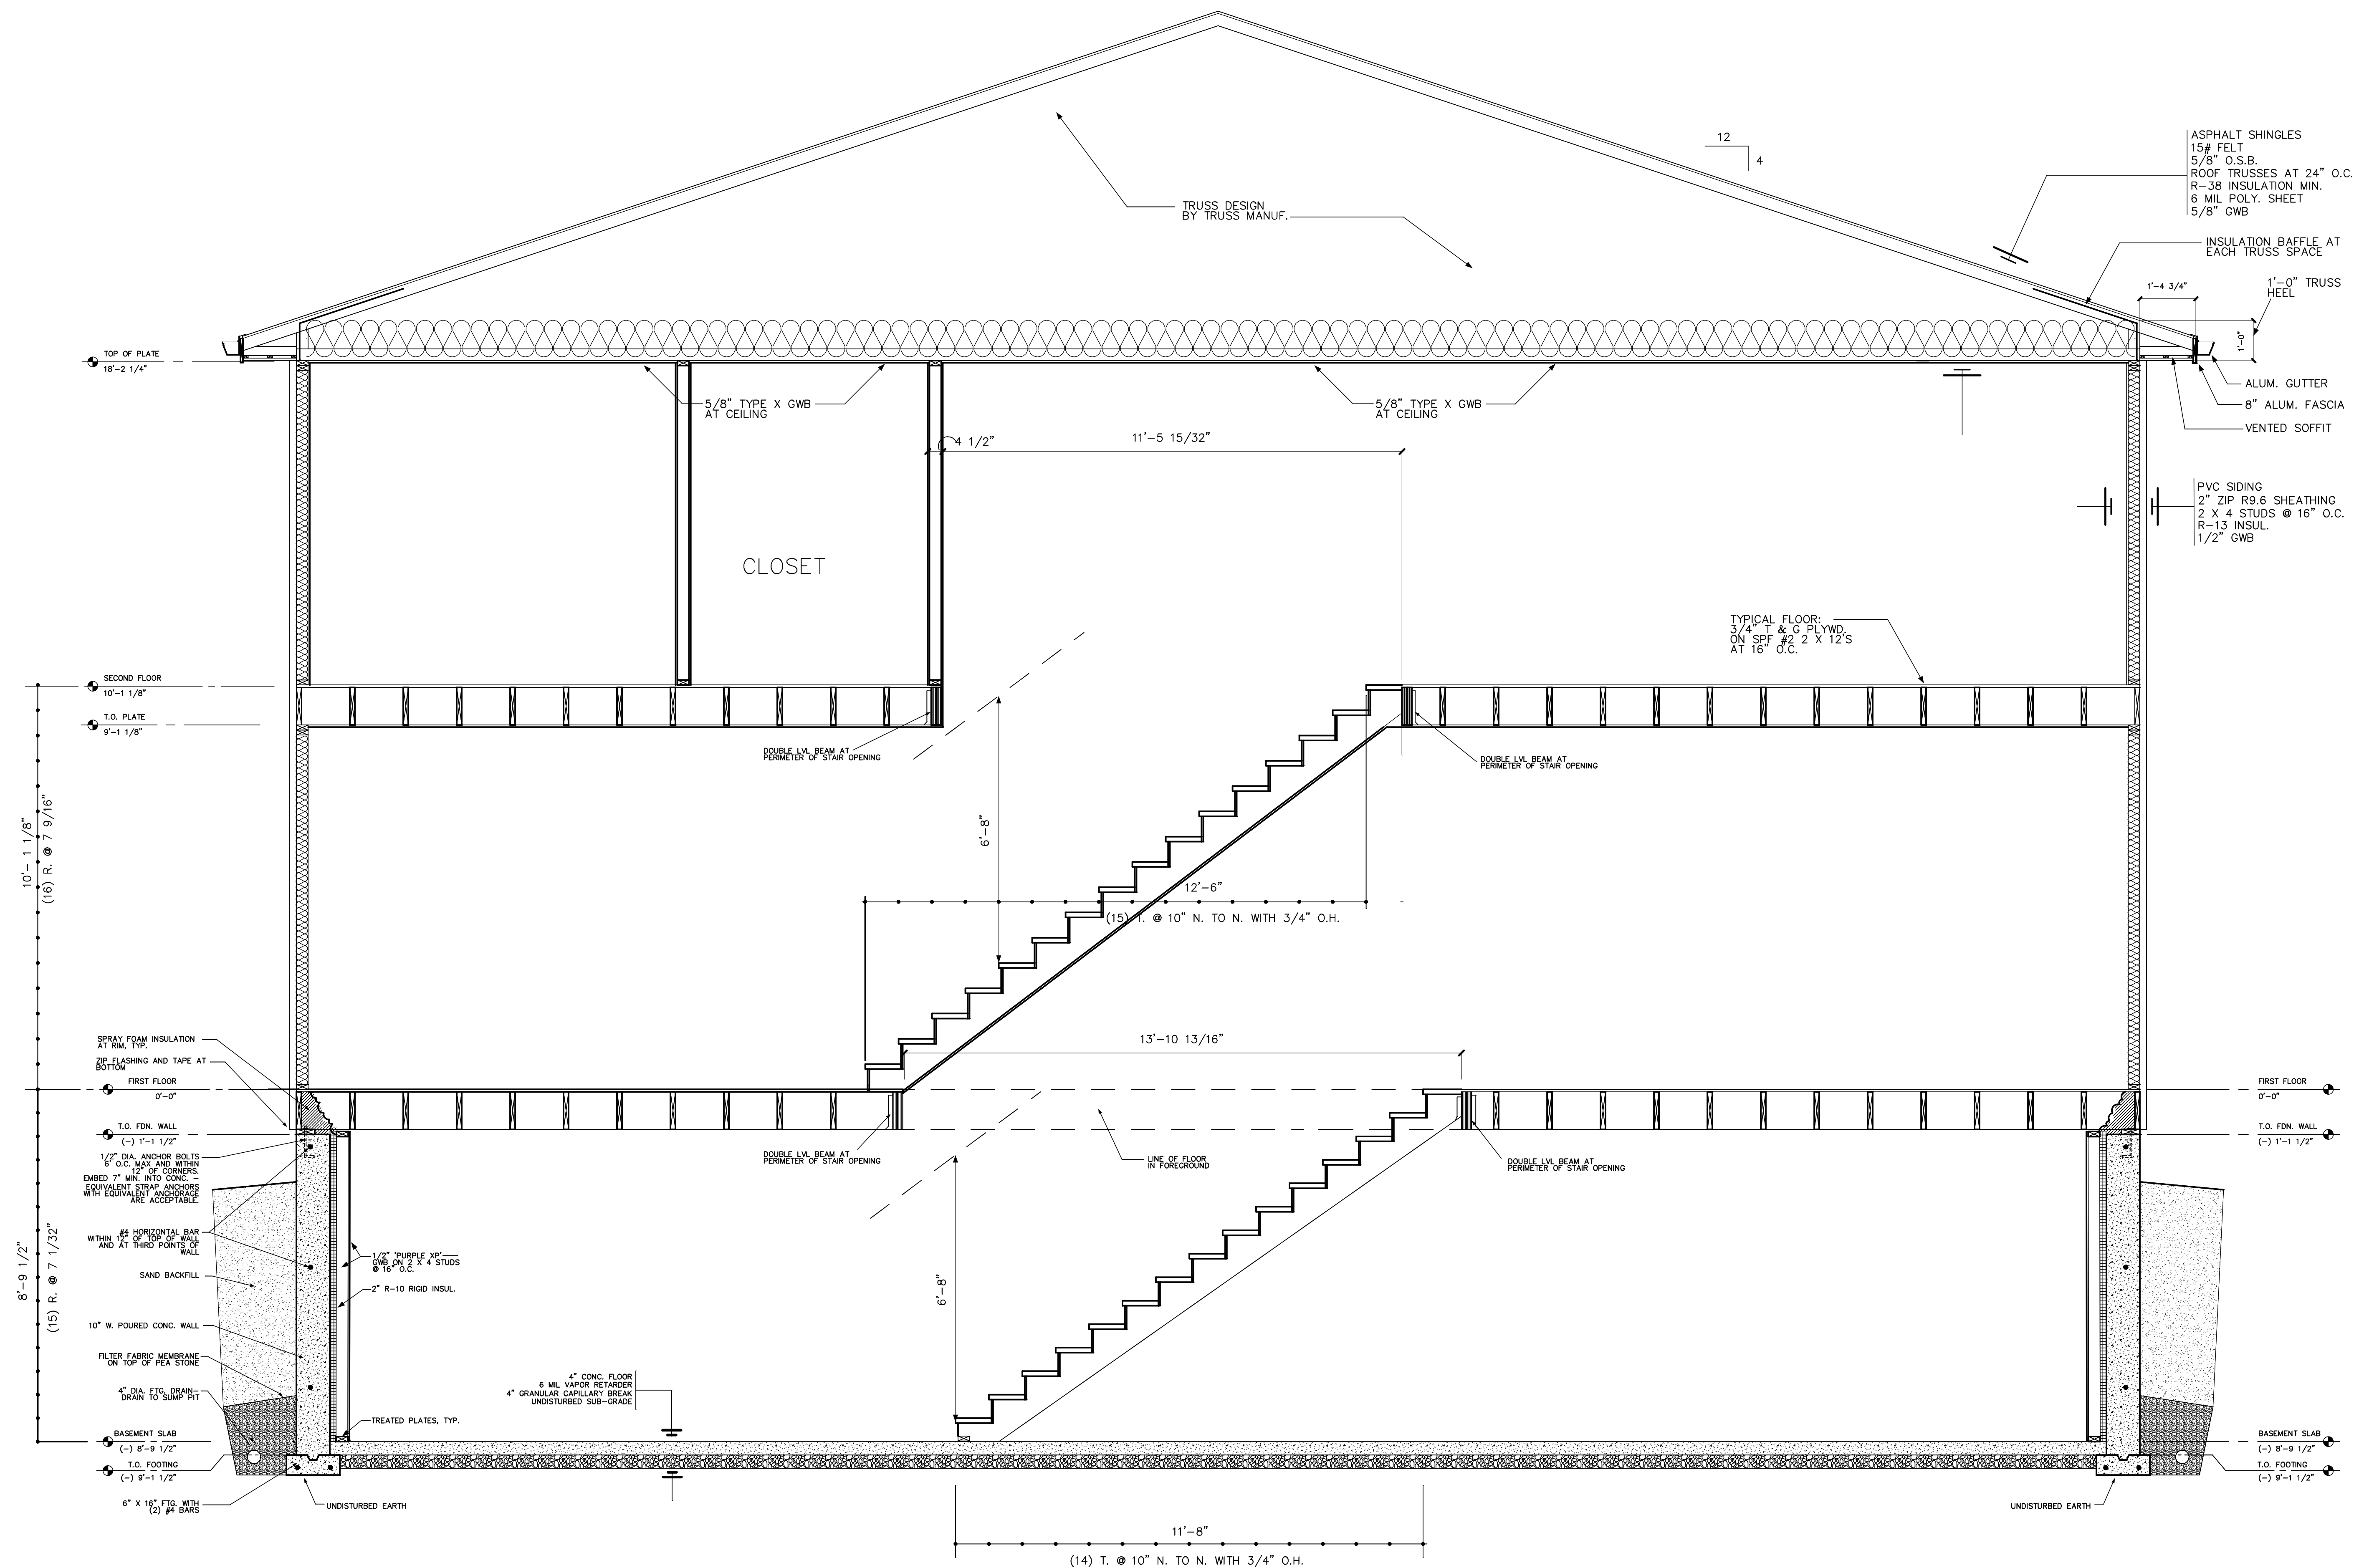 12
4
ASPHALT SHINGLES
15# FELT
5/8" O.S.B.
ROOF TRUSSES AT 24" O.C.
R-38 INSULATION MIN.
6 MIL POLY. SHEET
5/8" GWB
TRUSS DESIGN
BY TRUSS MANUF.
INSULATION BAFFLE AT
EACH TRUSS SPACE
1'-4 3/4"
1'-0" TRUSS
HEEL
1'-0"
TOP OF PLATE
18'-2 1/4"
ALUM. GUTTER
8" ALUM. FASCIA
VENTED SOFFIT
5/8" TYPE X GWB
AT CEILING
5/8" TYPE X GWB
AT CEILING
4 1/2"
11'-5 15/32"
PVC SIDING
2" ZIP R9.6 SHEATHING
2 X 4 STUDS @ 16" O.C.
R-13 INSUL.
1/2" GWB
CLOSET
TYPICAL FLOOR:
3/4" T & G PLYWD.
ON SPF #2 2 X 12'S
AT 16" O.C.
SECOND FLOOR
10'-1 1/8"
T.O. PLATE
9'-1 1/8"
DOUBLE LVL BEAM AT
PERIMETER OF STAIR OPENING
DOUBLE LVL BEAM AT
PERIMETER OF STAIR OPENING
10'- 1 1/8"
(16) R. @ 7 9/16"
6'-8"
12'-6"
(15) T. @ 10" N. TO N. WITH 3/4" O.H.
13'-10 13/16"
SPRAY FOAM INSULATION
AT RIM, TYP.
ZIP FLASHING AND TAPE AT
BOTTOM
FIRST FLOOR
0'-0"
FIRST FLOOR
0'-0"
T.O. FDN. WALL
(-) 1'-1 1/2"
T.O. FDN. WALL
(-) 1'-1 1/2"
1/2" DIA. ANCHOR BOLTS
6' O.C. MAX AND WITHIN
12" OF CORNERS.
EMBED 7" MIN. INTO CONC. -
EQUIVALENT STRAP ANCHORS
WITH EQUIVALENT ANCHORAGE
ARE ACCEPTABLE.
DOUBLE LVL BEAM AT
PERIMETER OF STAIR OPENING
LINE OF FLOOR
IN FOREGROUND
DOUBLE LVL BEAM AT
PERIMETER OF STAIR OPENING
8'-9 1/2"
(15) R. @ 7 1/32"
#4 HORIZONTAL BAR
WITHIN 12" OF TOP OF WALL
AND AT THIRD POINTS OF
WALL
1/2" 'PURPLE XP'
GWB ON 2 X 4 STUDS
@ 16" O.C.
SAND BACKFILL
2" R-10 RIGID INSUL.
6'-8"
10" W. POURED CONC. WALL
FILTER FABRIC MEMBRANE
ON TOP OF PEA STONE
4" DIA. FTG. DRAIN-
DRAIN TO SUMP PIT
4" CONC. FLOOR
6 MIL VAPOR RETARDER
4" GRANULAR CAPILLARY BREAK
UNDISTURBED SUB-GRADE
TREATED PLATES, TYP.
BASEMENT SLAB
(-) 8'-9 1/2"
BASEMENT SLAB
(-) 8'-9 1/2"
T.O. FOOTING
(-) 9'-1 1/2"
T.O. FOOTING
(-) 9'-1 1/2"
6" X 16" FTG. WITH
(2) #4 BARS
UNDISTURBED EARTH
UNDISTURBED EARTH
11'-8"
(14) T. @ 10" N. TO N. WITH 3/4" O.H.